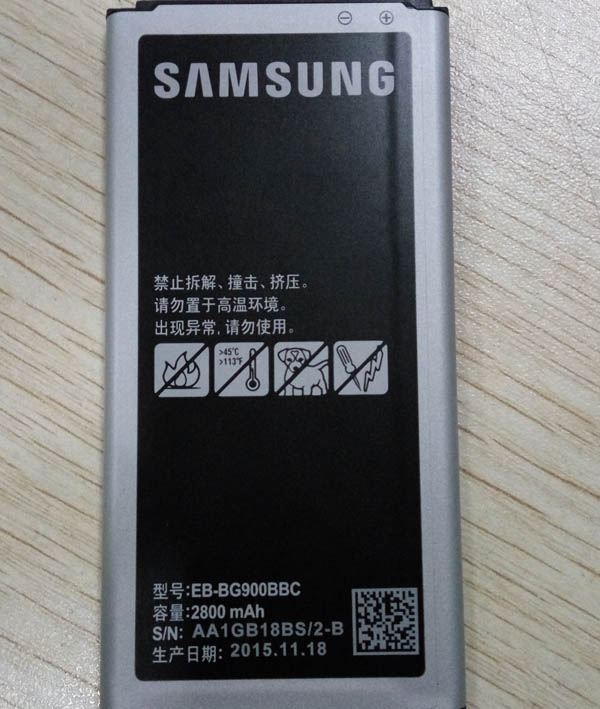 SAMSUNG
禁止拆解、撞击、挤压。
请勿置于高温环境。
出现异常,请勿使用。
>45°C
>113°F
型号:EB-BG900BBC
容量:2800 mAh
S/N: AA1GB18BS/2-B
生产日期: 2015.11.18